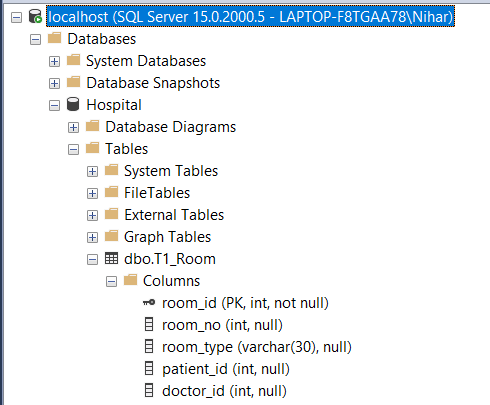 localhost (SQL Server 15.0.2000.5 - LAPTOP-F8TGAA78\Nihar)
Databases
System Databases
Database Snapshots
Hospital
Database Diagrams
Tables
System Tables
FileTables
External Tables
Graph Tables
dbo.T1_Room
Columns
room_id (PK, int, not null)
room_no (int, null)
room_type (varchar(30), null)
patient_id (int, null)
doctor_id (int, null)